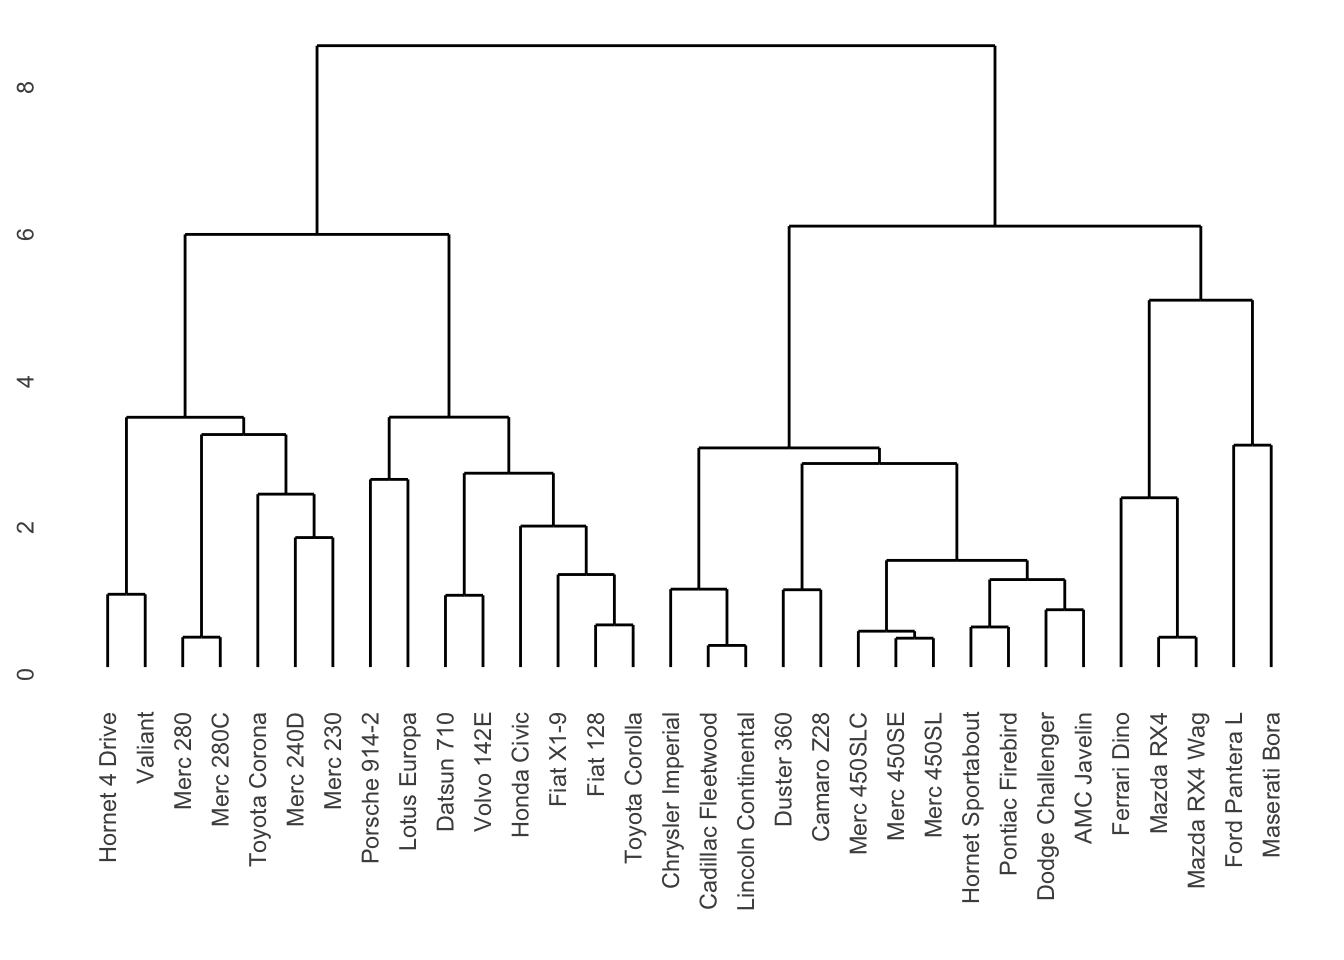 8
6
4
2
0
Hornet 4 Drive
Valiant
Merc 280
Merc 280C
Toyota Corona
Merc 240D
Merc 230
Porsche 914-2
Lotus Europa
Datsun 710
Volvo 142E
Honda Civic
Fiat X1-9
Fiat 128
Toyota Corolla
Chrysler Imperial
Cadillac Fleetwood
Lincoln Continental
Duster 360
Camaro Z28
Merc 450SLC
Merc 450SE
Merc 450SL
Hornet Sportabout
Pontiac Firebird
Dodge Challenger
AMC Javelin
Ferrari Dino
Mazda RX4
Mazda RX4 Wag
Ford Pantera L
Maserati Bora